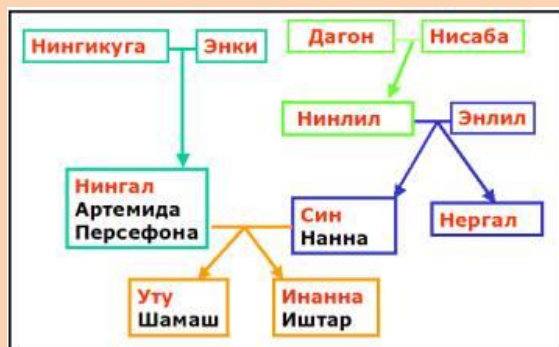 Нингикуга
Энки
Дагон
Нисаба
Нинлил
Энлил
Нингал
Артемида
Персефона
Син
Нанна
Нергал
Уту
Шамаш
Инанна
Иштар